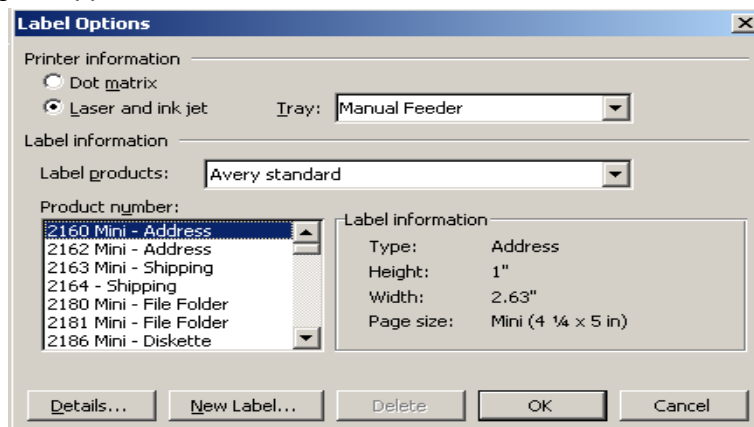 Label Options
Printer information
Dot matrix
Laser and ink jet Tray: Manual Feeder
Label information
Label products: Avery standard
Product number:
2160 Mini - Address
2162 Mini - Address
2163 Mini - Shipping
2164 - Shipping
2180 Mini - File Folder
2181 Mini - File Folder
2186 Mini - Diskette
Label information
Type: Address
Height: 1"
Width: 2.63"
Page size: Mini (4 ¼ x 5 in)
Details... New Label... Delete OK Cancel